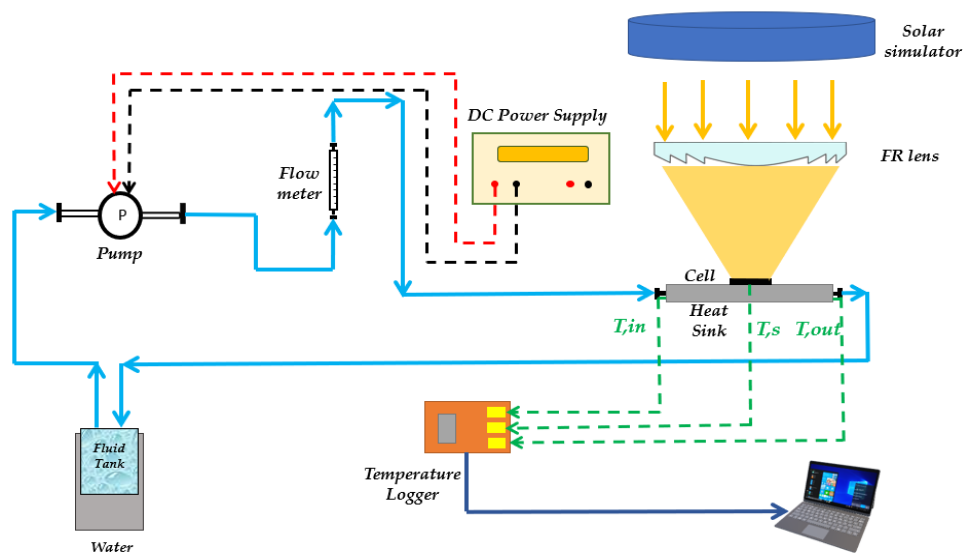 Solar
simulator
DC Power Supply
FR lens
Flow
meter
P
Pump
Cell
Heat
Sink
T,in
T,s
T,out
Fluid
Tank
Temperature
Logger
Water